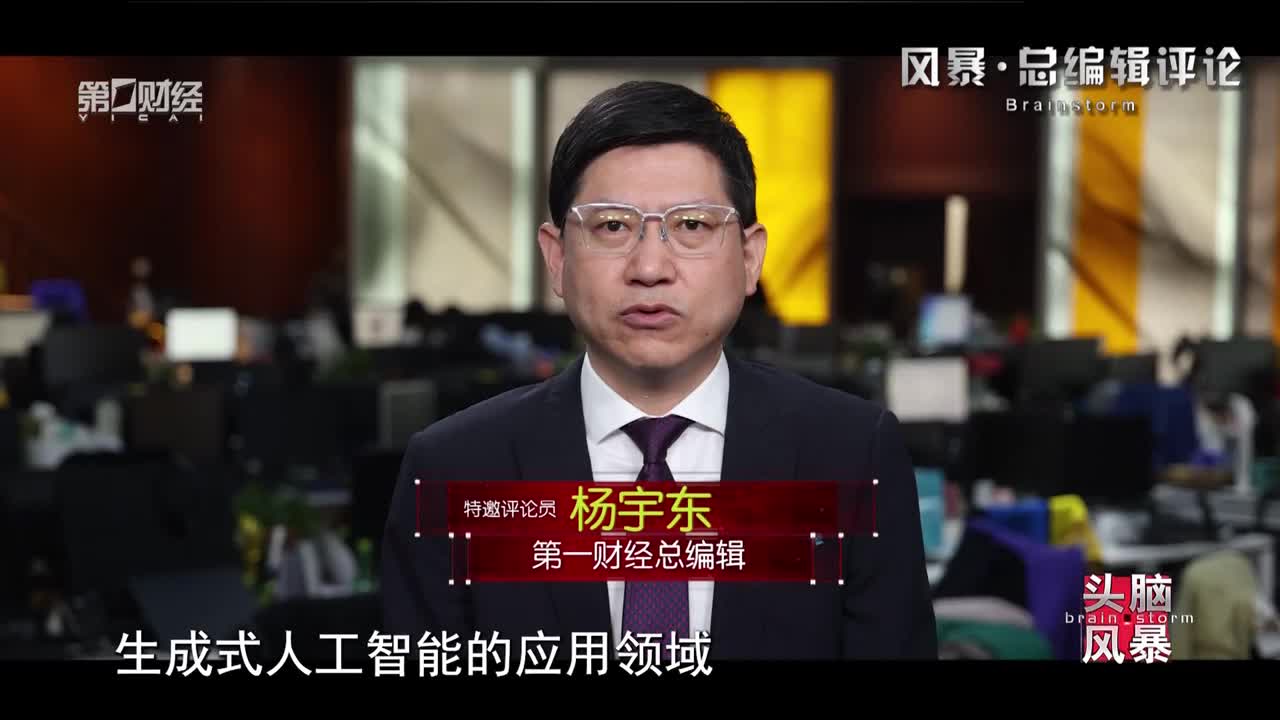 第一财经
YICAI
风暴·总编辑评论
Brainstorm
特邀评论员 杨宇东
第一财经总编辑
头脑
brain storm
风暴
生成式人工智能的应用领域